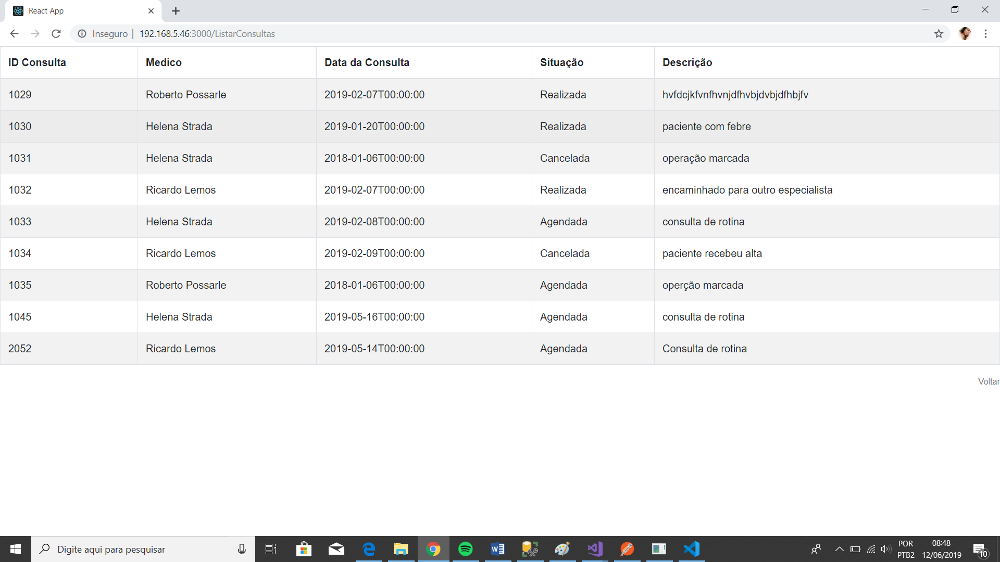 React App
Inseguro | 192.168.5.46:3000/ListarConsultas
ID Consulta Medico Data da Consulta Situação Descrição
1029 Roberto Possarle 2019-02-07T00:00:00 Realizada hvfdcjkfvnfhvnjdfhvbjdvbjdfhbjfv
1030 Helena Strada 2019-01-20T00:00:00 Realizada paciente com febre
1031 Helena Strada 2018-01-06T00:00:00 Cancelada operação marcada
1032 Ricardo Lemos 2019-02-07T00:00:00 Realizada encaminhado para outro especialista
1033 Helena Strada 2019-02-08T00:00:00 Agendada consulta de rotina
1034 Ricardo Lemos 2019-02-09T00:00:00 Cancelada paciente recebeu alta
1035 Roberto Possarle 2018-01-06T00:00:00 Agendada operção marcada
1045 Helena Strada 2019-05-16T00:00:00 Agendada consulta de rotina
2052 Ricardo Lemos 2019-05-14T00:00:00 Agendada Consulta de rotina
Voltar
Digite aqui para pesquisar
POR 08:48
PTB2 12/06/2019 10